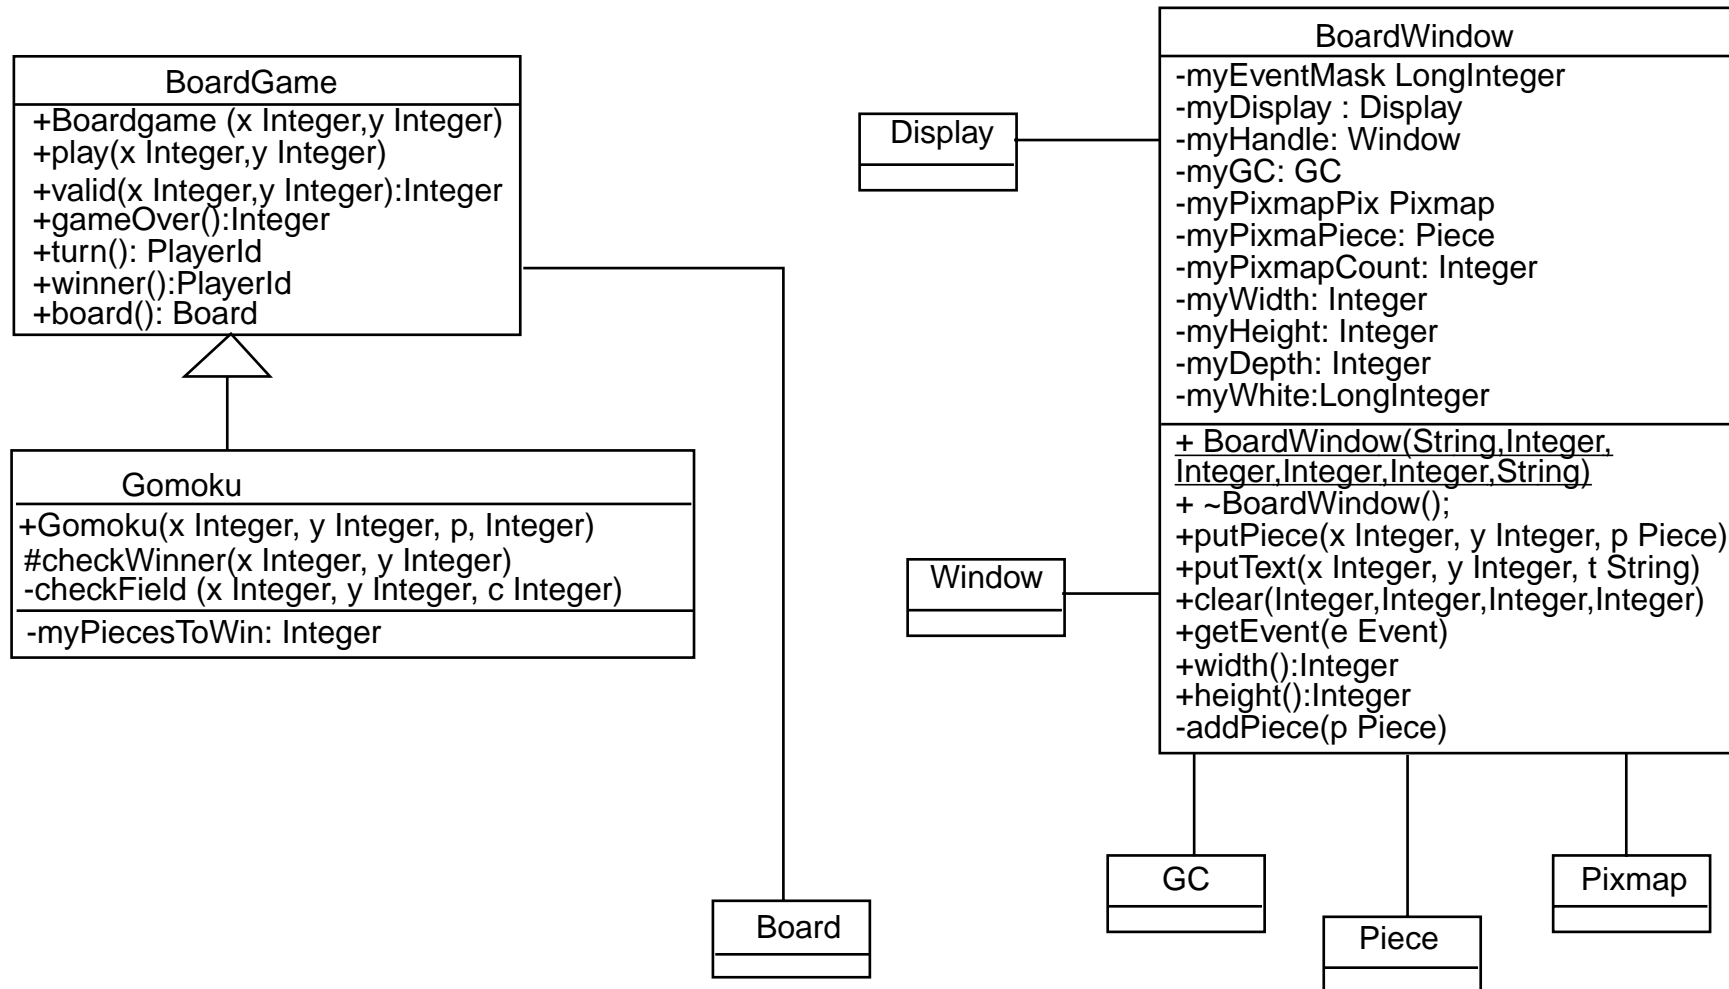 BoardGame
+Boardgame (x Integer,y Integer)
+play(x Integer,y Integer)
+valid(x Integer,y Integer):Integer
+gameOver():Integer
+turn(): PlayerId
+winner():PlayerId
+board(): Board
Gomoku
+Gomoku(x Integer, y Integer, p, Integer)
#checkWinner(x Integer, y Integer)
-checkField (x Integer, y Integer, c Integer)
-myPiecesToWin: Integer
Board
Display
Window
BoardWindow
-myEventMask LongInteger
-myDisplay : Display
-myHandle: Window
-myGC: GC
-myPixmapPix Pixmap
-myPixmaPiece: Piece
-myPixmapCount: Integer
-myWidth: Integer
-myHeight: Integer
-myDepth: Integer
-myWhite:LongInteger
+ BoardWindow(String,Integer,
Integer,Integer,Integer,String)
+ ~BoardWindow();
+putPiece(x Integer, y Integer, p Piece)
+putText(x Integer, y Integer, t String)
+clear(Integer,Integer,Integer,Integer)
+getEvent(e Event)
+width():Integer
+height():Integer
-addPiece(p Piece)
GC
Piece
Pixmap